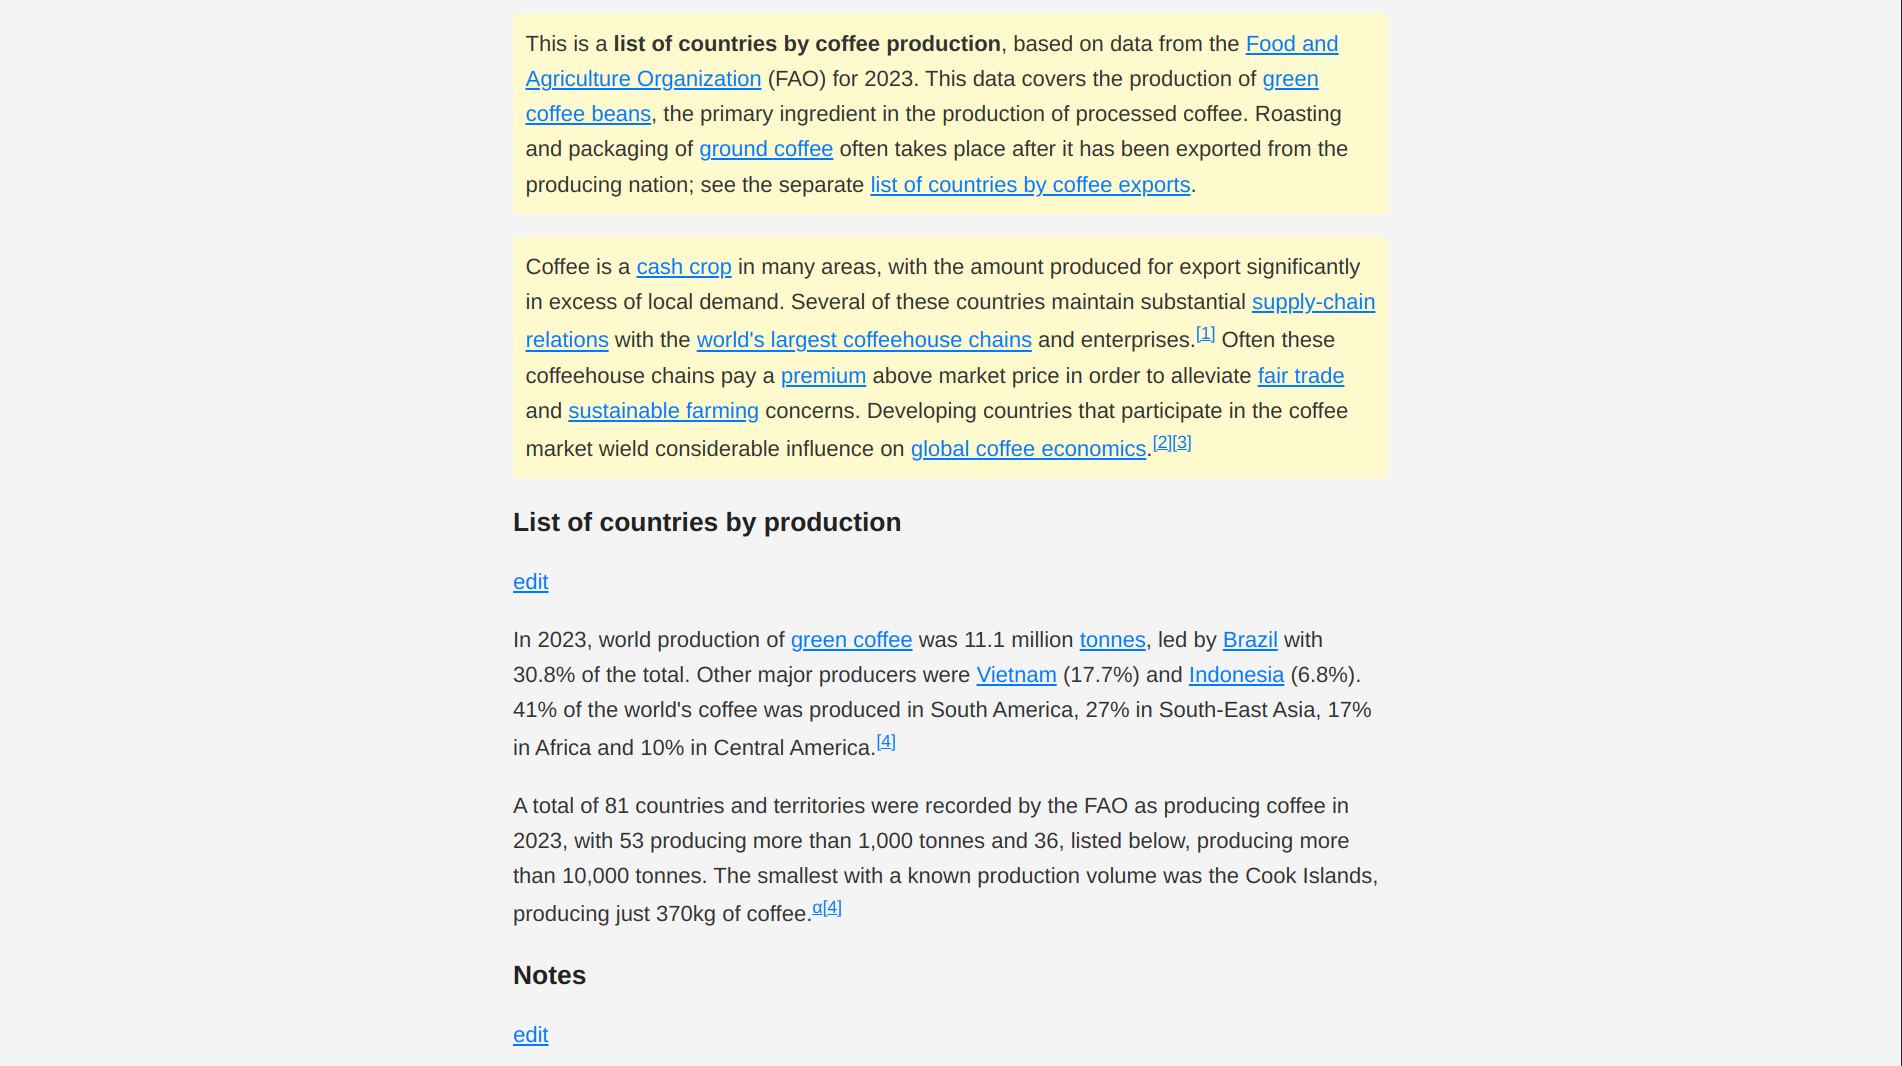 This is a list of countries by coffee production, based on data from the Food and
Agriculture Organization (FAO) for 2023. This data covers the production of green
coffee beans, the primary ingredient in the production of processed coffee. Roasting
and packaging of ground coffee often takes place after it has been exported from the
producing nation; see the separate list of countries by coffee exports.
Coffee is a cash crop in many areas, with the amount produced for export significantly
in excess of local demand. Several of these countries maintain substantial supply-chain
relations with the world's largest coffeehouse chains and enterprises.[1] Often these
coffeehouse chains pay a premium above market price in order to alleviate fair trade
and sustainable farming concerns. Developing countries that participate in the coffee
market wield considerable influence on global coffee economics.[2][3]
List of countries by production
edit
In 2023, world production of green coffee was 11.1 million tonnes, led by Brazil with
30.8% of the total. Other major producers were Vietnam (17.7%) and Indonesia (6.8%).
41% of the world's coffee was produced in South America, 27% in South-East Asia, 17%
in Africa and 10% in Central America.[4]
A total of 81 countries and territories were recorded by the FAO as producing coffee in
2023, with 53 producing more than 1,000 tonnes and 36, listed below, producing more
than 10,000 tonnes. The smallest with a known production volume was the Cook Islands,
producing just 370kg of coffee.α[4]
Notes
edit